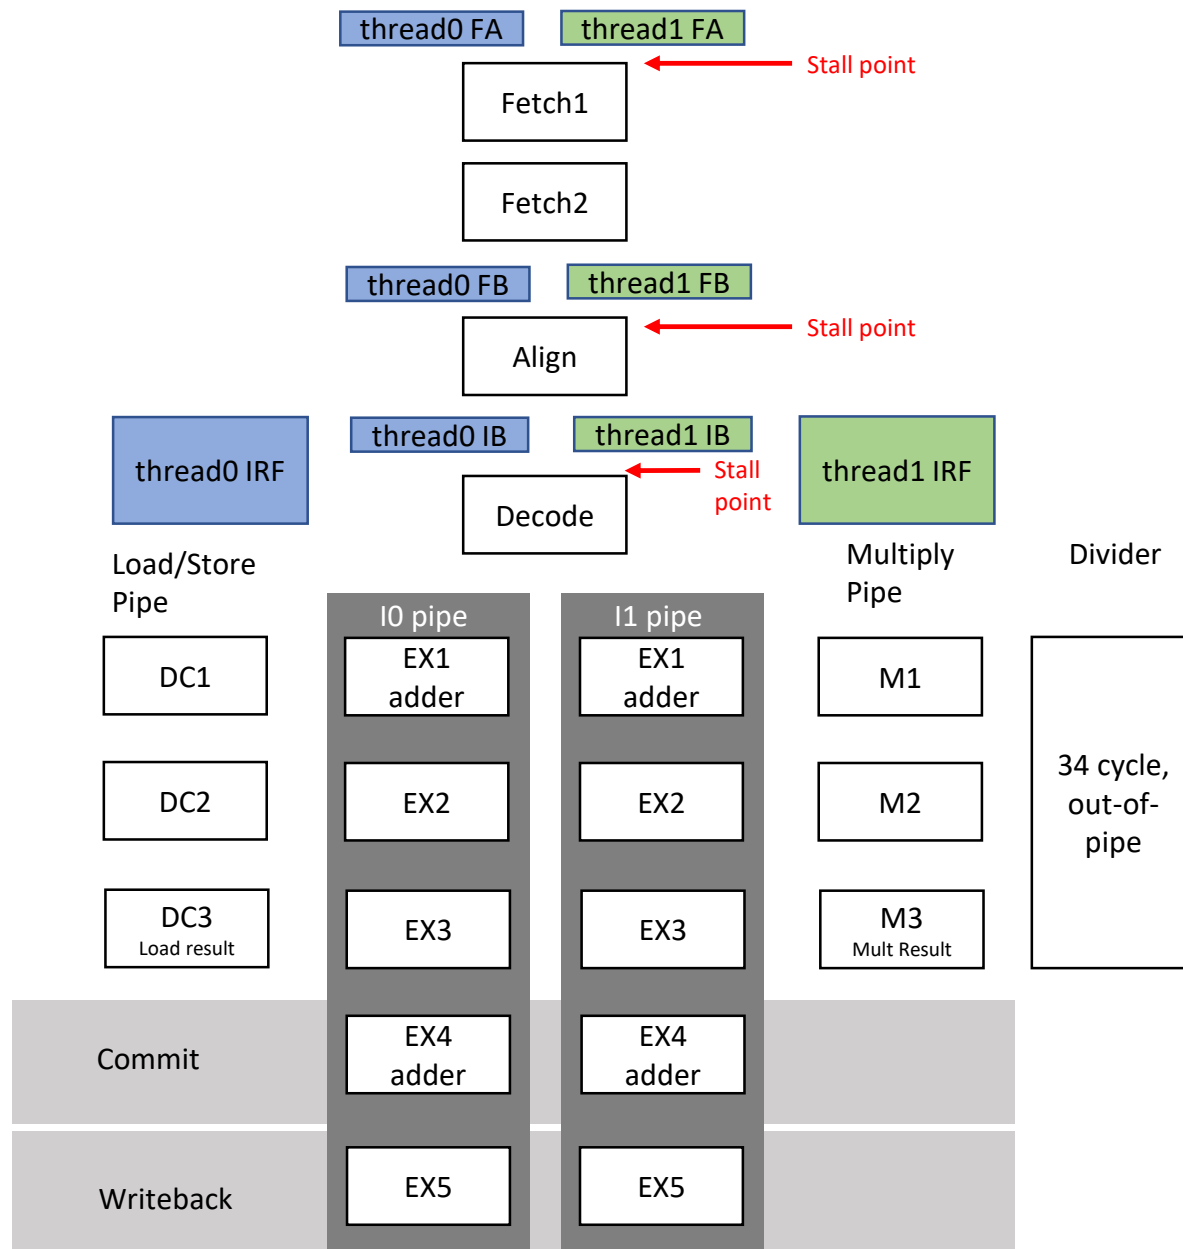 thread0 FA
thread1 FA
Stall point
Fetch1
Fetch2
thread0 FB
thread1 FB
Stall point
Align
thread0 IB
thread1 IB
thread0 IRF
Stall
point
thread1 IRF
Decode
Load/Store
Pipe
Multiply
Pipe
Divider
I0 pipe
I1 pipe
DC1
EX1
adder
EX1
adder
M1
DC2
EX2
EX2
M2
34 cycle,
out-of-
pipe
DC3
Load result
EX3
EX3
M3
Mult Result
Commit
EX4
adder
EX4
adder
Writeback
EX5
EX5